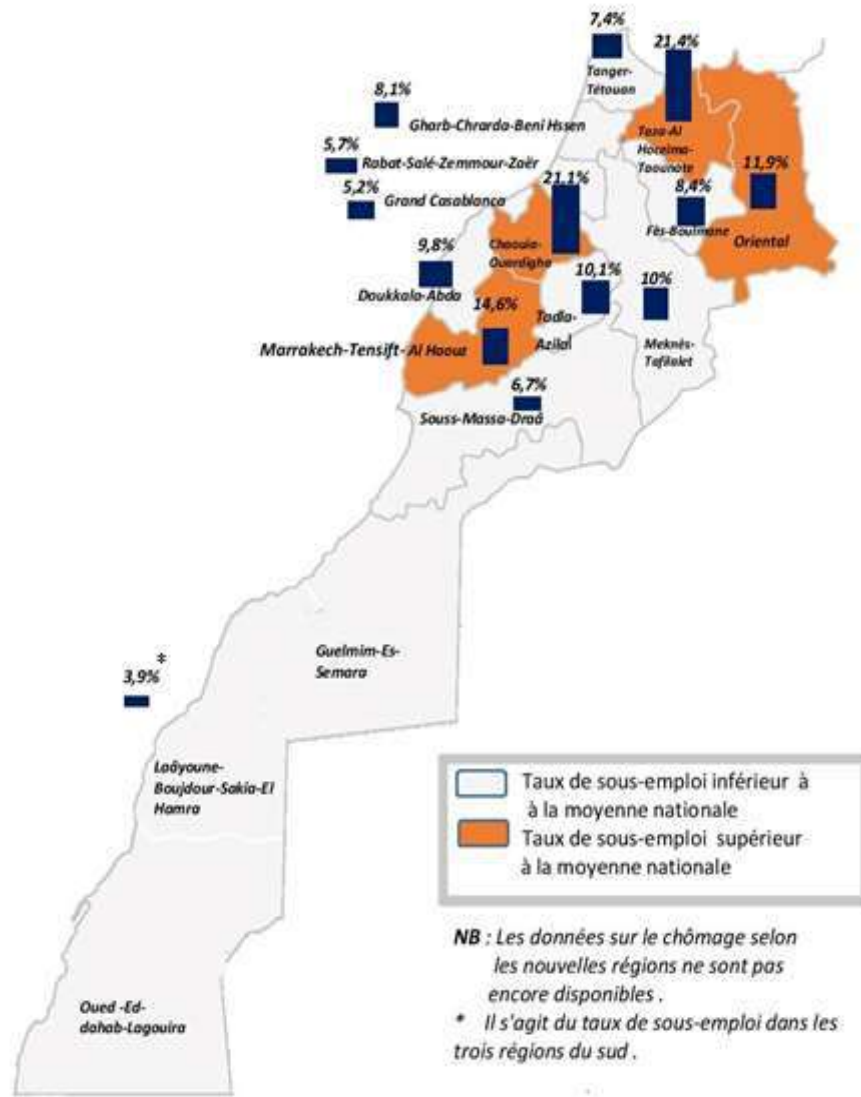 7,4%
Tanger-
Tétouan
21,4%
Taza-Al
Hoceima-
Taounate
8,1%
Gharb-Chrarda-Beni Hssen
5,7%
Rabat-Salé-Zemmour-Zaër
5,2%
Grand Casablanca
21,1%
Chaouia-
Ouardigha
8,4%
Fès-Boulmane
11,9%
Oriental
9,8%
Doukkala-Abda
10,1%
Tadla-
Azilal
10%
Meknès-
Tafilalet
14,6%
Marrakech-Tensift-Al Haouz
6,7%
Souss-Massa-Draâ
Guelmim-Es-
Semara
3,9%*
Laâyoune-
Boujdour-Sakia-El
Hamra
Oued -Ed-
dahab-Lagouira
Taux de sous-emploi inférieur à
à la moyenne nationale
Taux de sous-emploi supérieur
à la moyenne nationale
NB : Les données sur le chômage selon
les nouvelles régions ne sont pas
encore disponibles .
* Il s'agit du taux de sous-emploi dans les
trois régions du sud .